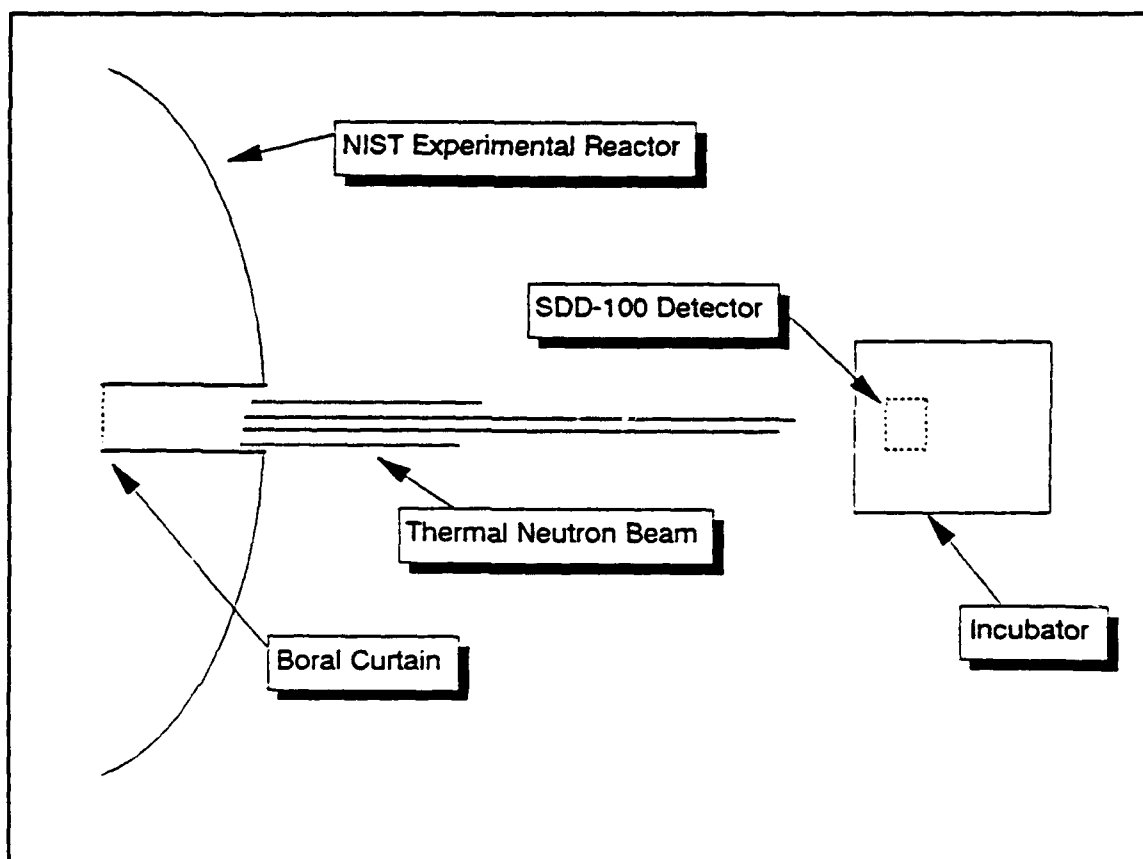 NIST Experimental Reactor
SDD-100 Detector
Thermal Neutron Beam
Incubator
Boral Curtain